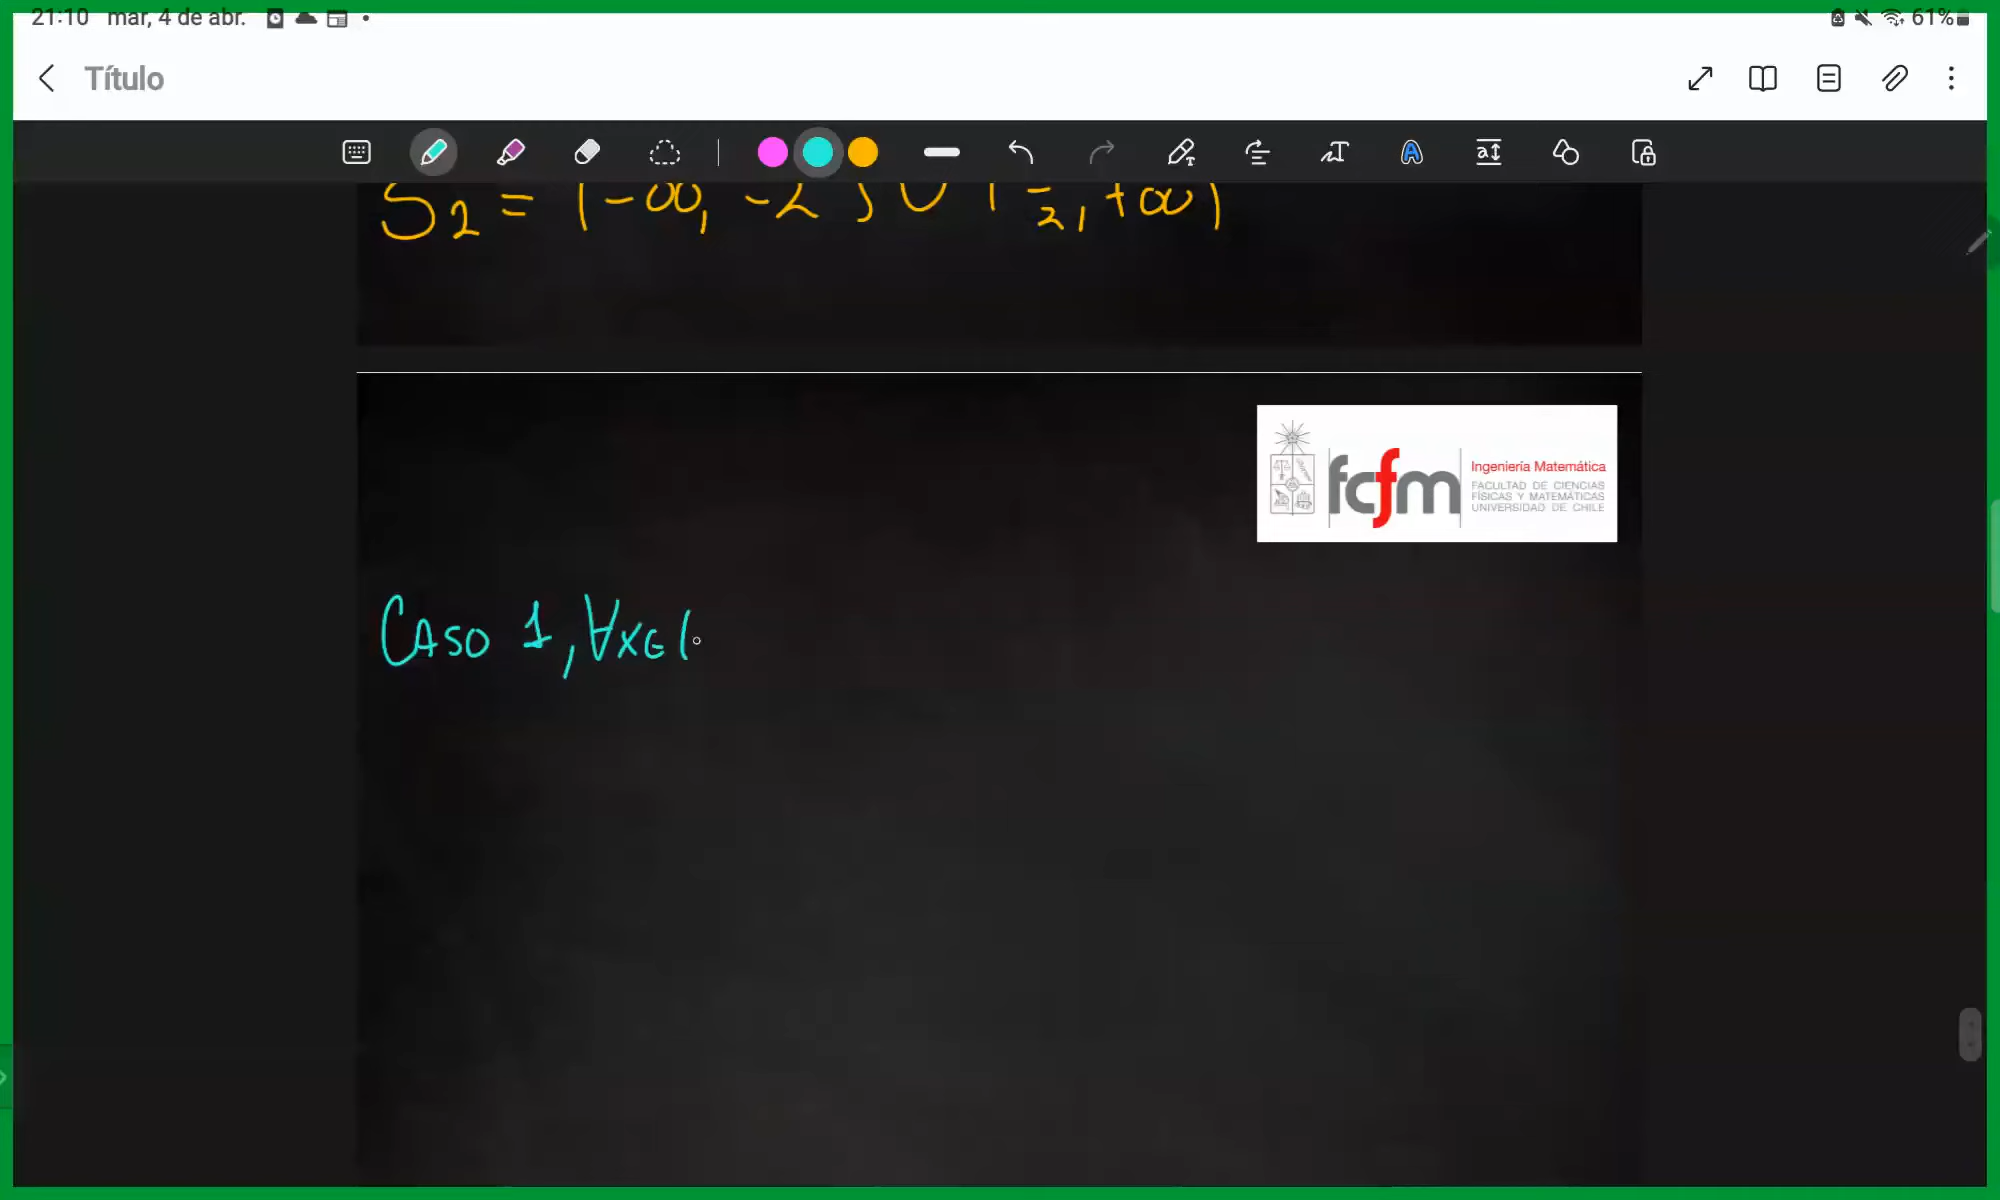 21:10 mar, 4 de abr. 61%
Título
S2 = (-∞, -2] ∪ ( 2, +∞)
fcfm
Ingeniería Matemática
FACULTAD DE CIENCIAS
FÍSICAS Y MATEMÁTICAS
UNIVERSIDAD DE CHILE
CASO 1, ∀x∈(